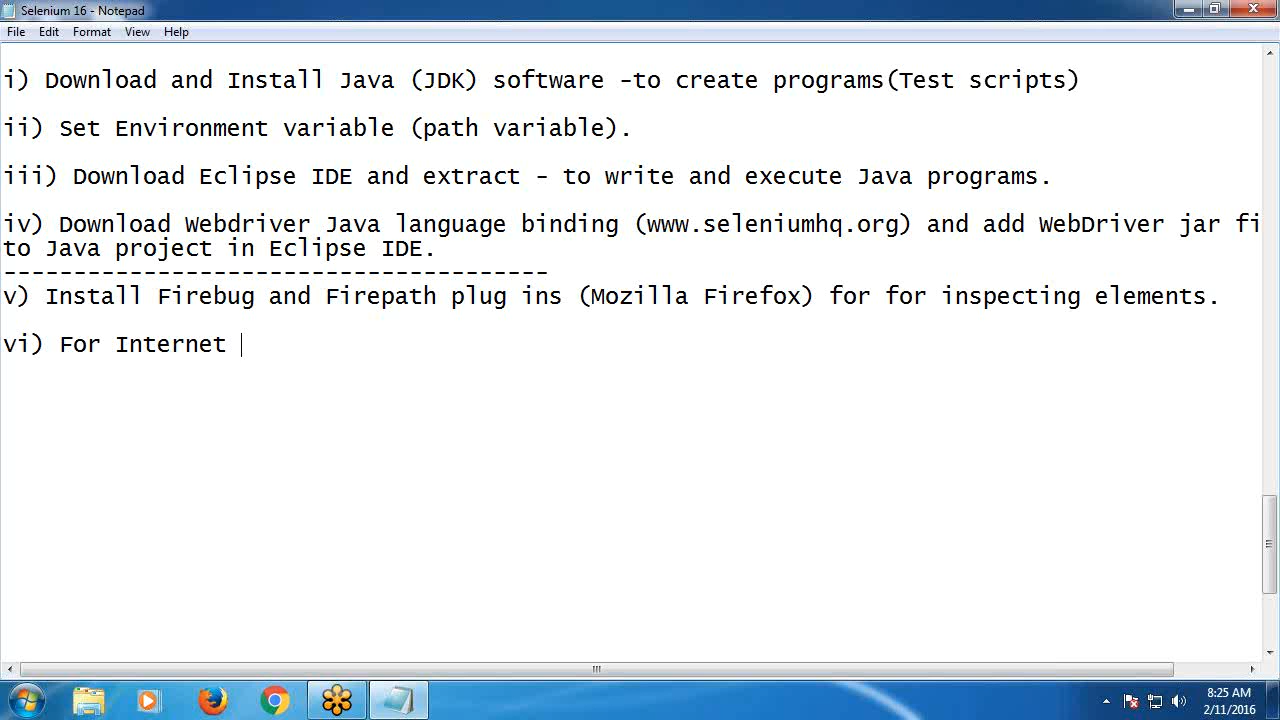 Selenium 16 - Notepad
File Edit Format View Help
i) Download and Install Java (JDK) software -to create programs(Test scripts)
ii) Set Environment variable (path variable).
iii) Download Eclipse IDE and extract - to write and execute Java programs.
iv) Download Webdriver Java language binding (www.seleniumhq.org) and add WebDriver jar fi
to Java project in Eclipse IDE.
---------------------------------------
v) Install Firebug and Firepath plug ins (Mozilla Firefox) for for inspecting elements.
vi) For Internet
8:25 AM
2/11/2016